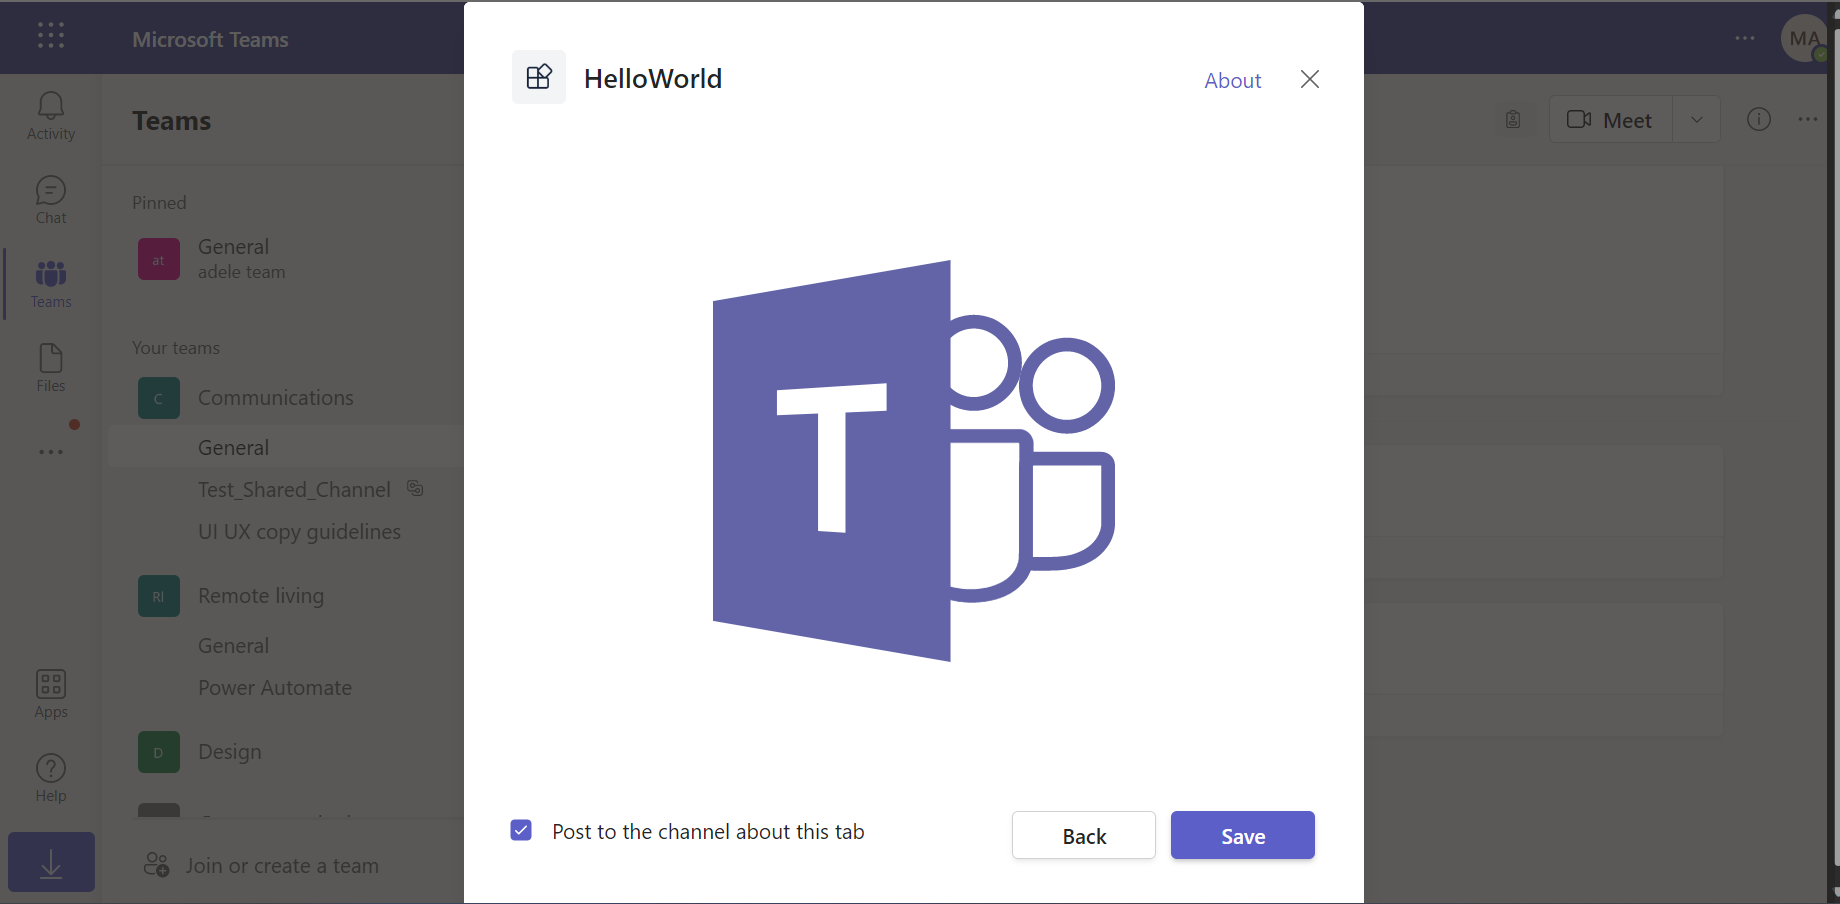 Microsoft Teams
MA
HelloWorld
About
Activity
Chat
Teams
Files
Apps
Help
Teams
Pinned
at
General
adele team
Your teams
C
Communications
General
Test_Shared_Channel
UI UX copy guidelines
Rl
Remote living
General
Power Automate
D
Design
Join or create a team
T
Meet
Post to the channel about this tab
Back
Save